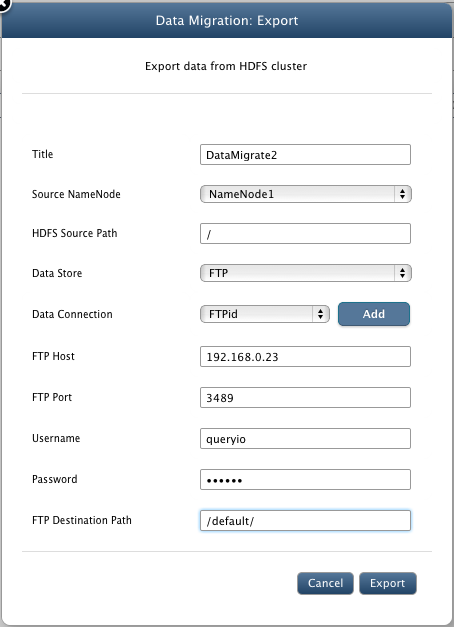 Data Migration: Export
Export data from HDFS cluster
Title DataMigrate2
Source NameNode NameNode1
HDFS Source Path /
Data Store FTP
Data Connection FTPid Add
FTP Host 192.168.0.23
FTP Port 3489
Username queryio
Password ••••••
FTP Destination Path /default/
Cancel Export